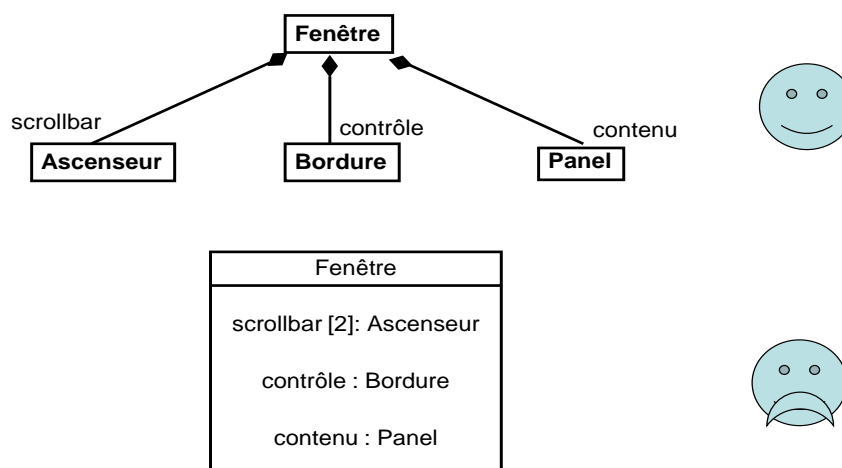 Fenêtre
scrollbar
contrôle
contenu
Ascenseur
Bordure
Panel
Fenêtre
scrollbar [2]: Ascenseur
contrôle : Bordure
contenu : Panel